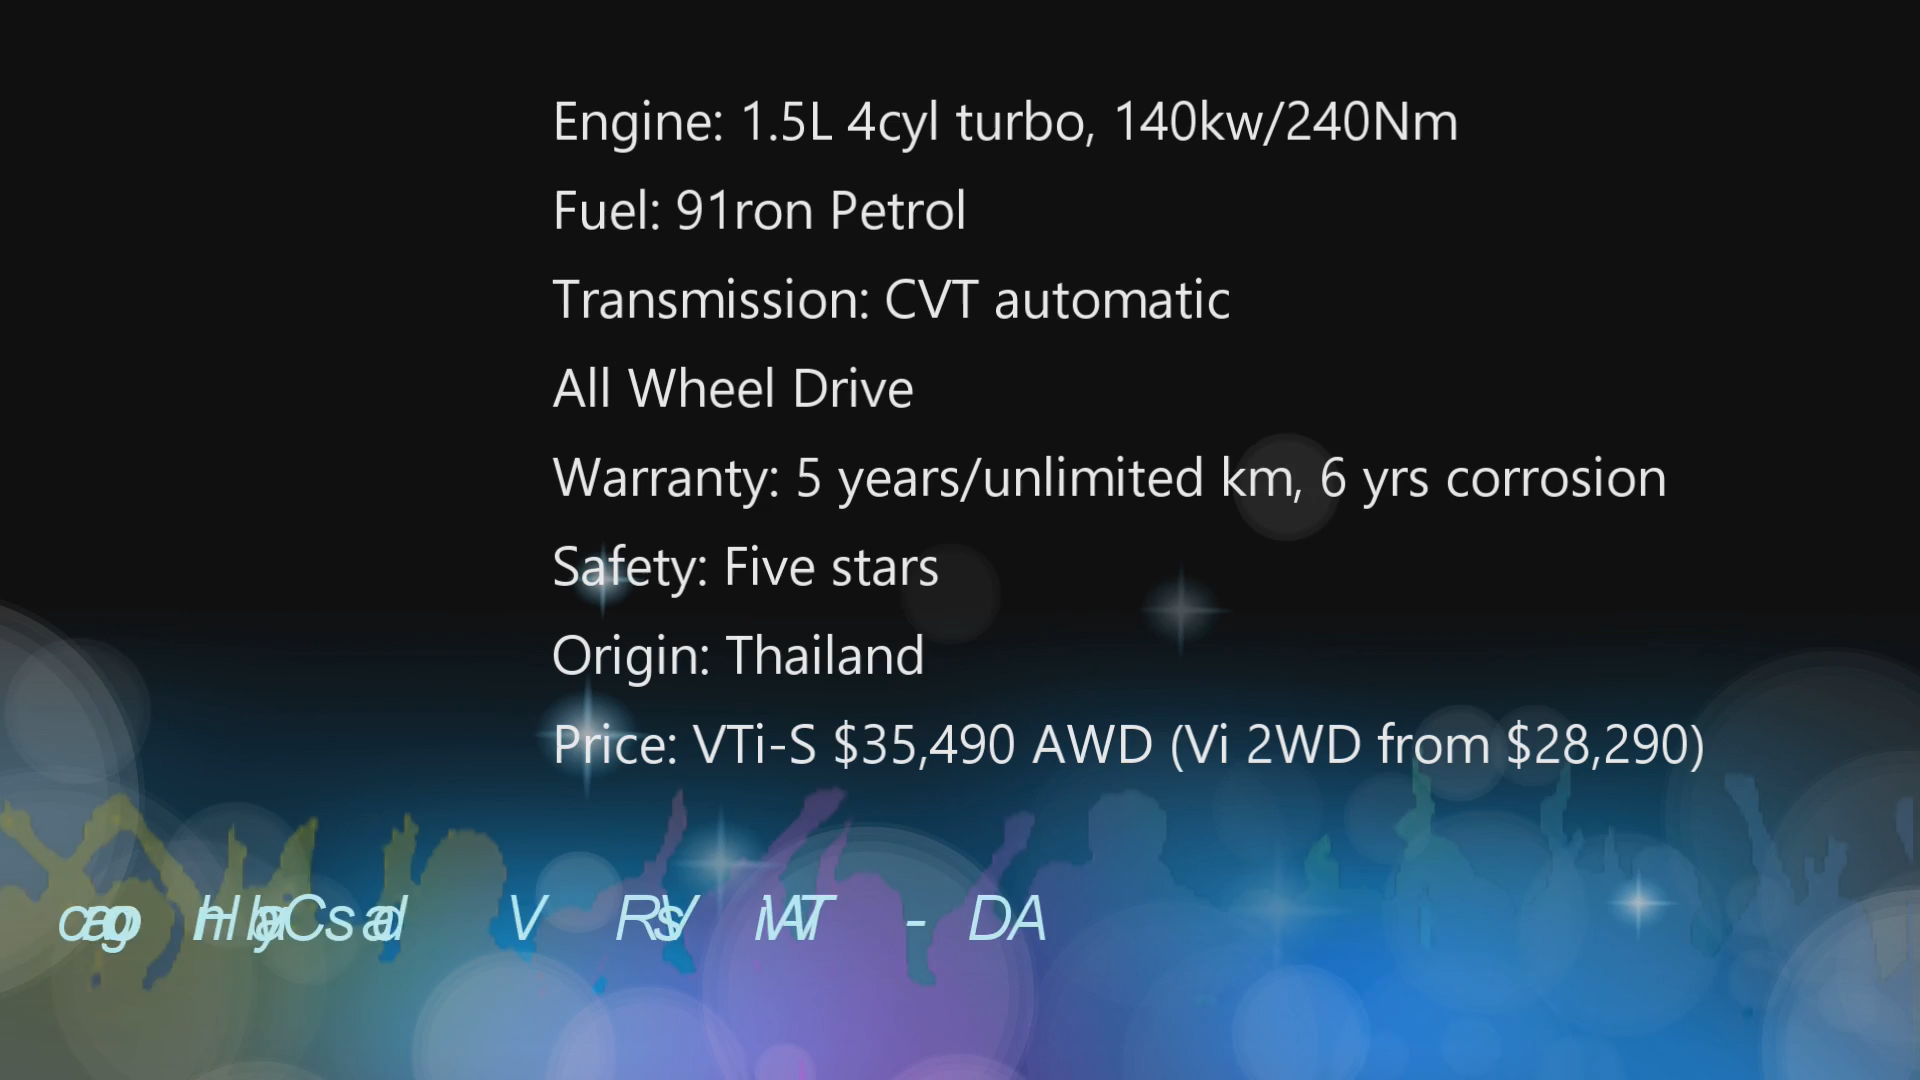 Engine: 1.5L 4cyl turbo, 140kw/240Nm
Fuel: 91ron Petrol
Transmission: CVT automatic
All Wheel Drive
Warranty: 5 years/unlimited km, 6 yrs corrosion
Safety: Five stars
Origin: Thailand
Price: VTi-S $35,490 AWD (Vi 2WD from $28,290)